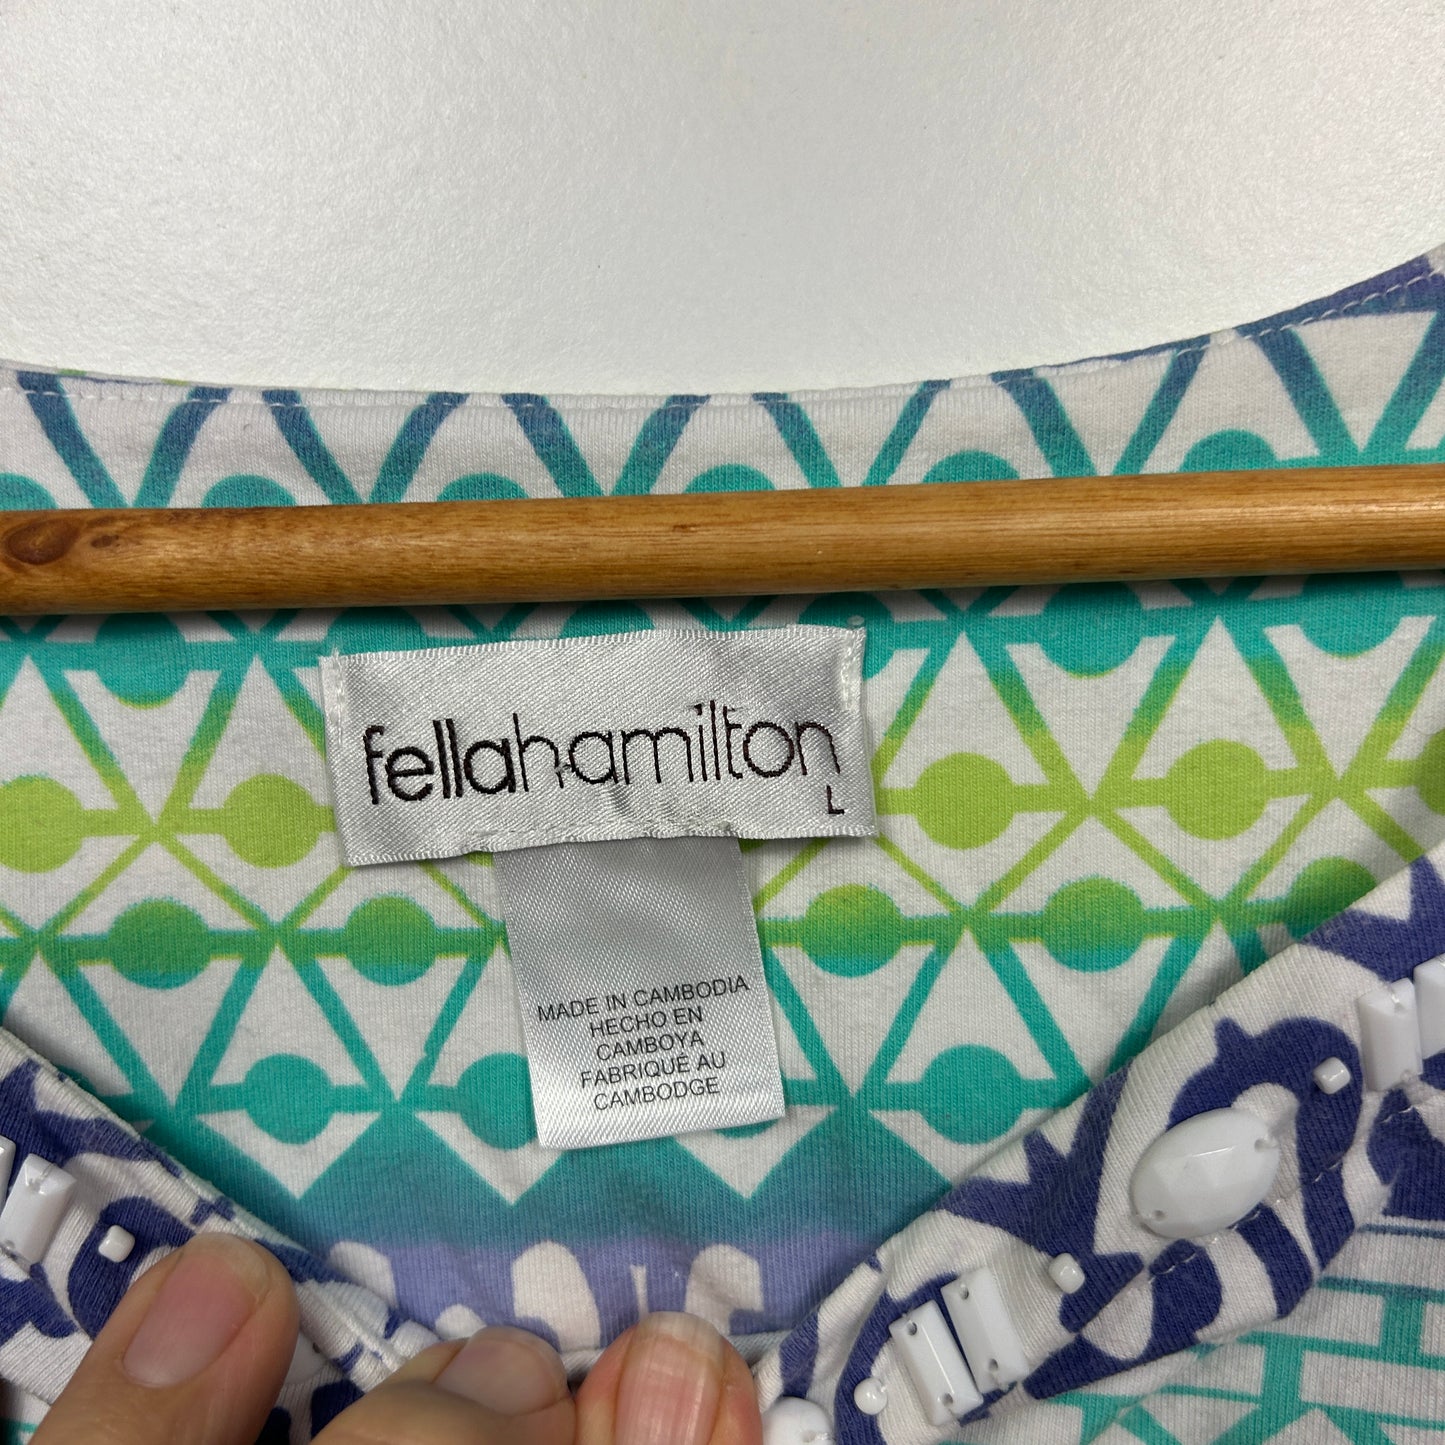 fellahamilton
L
MADE IN CAMBODIA
HECHO EN
CAMBOYA
FABRIQUÉ AU
CAMBODGE